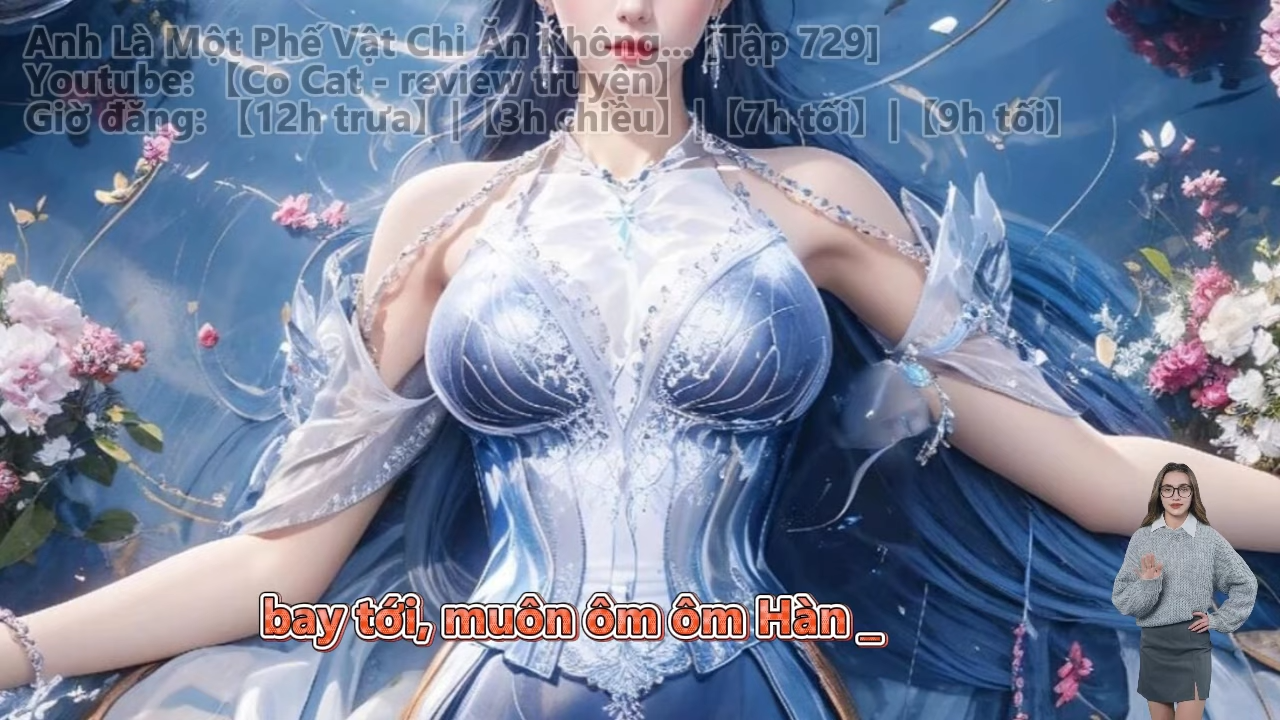 Anh Là Một Phế Vật Chỉ Ăn Không... [Tập 729]
Youtube: 【Cò Cat - review truyện】
Giờ Đăng: 【12h trưa】 | 【3h chiều】 | 【7h tối】 | 【9h tối】
bay tới, muôn ôm ôm Hàn _